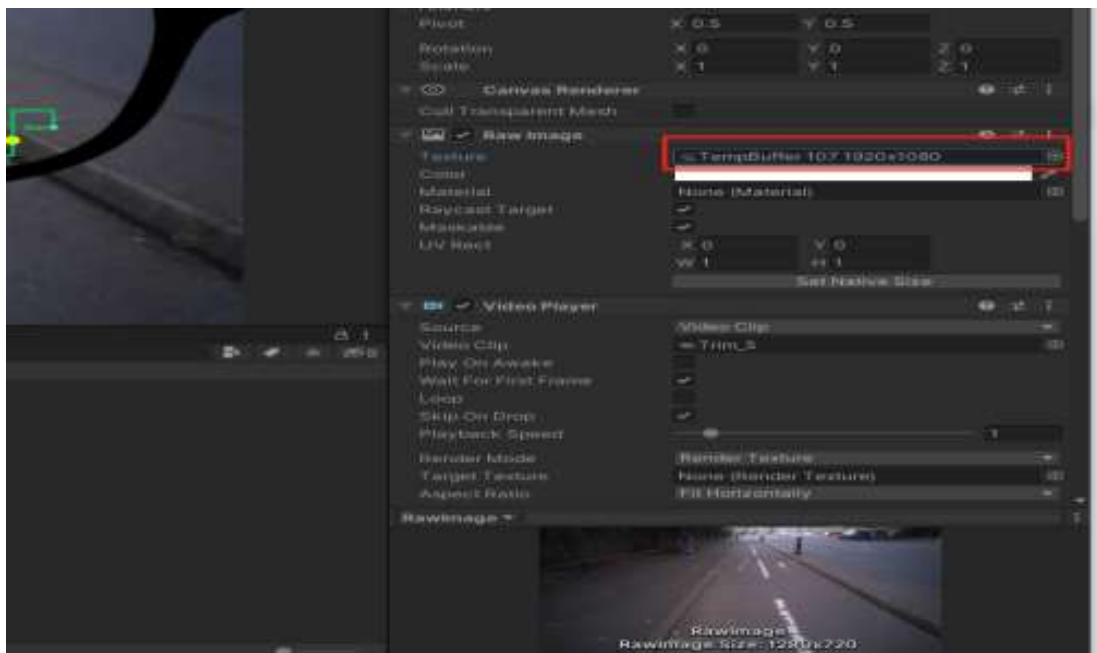 Pivot X 0.5 Y 0.5
Rotation X 0 Y 0 Z 0
Scale X 1 Y 1 Z 1
Canvas Renderer
Cull Transparent Mesh
Raw Image
Texture TempBuffer 107 1920x1080
Color
Material None (Material)
Raycast Target
Maskable
UV Rect X 0 Y 0
W 1 H 1
Set Native Size
Video Player
Source Video Clip
Video Clip Trim_S
Play On Awake
Wait For First Frame
Loop
Skip On Drop
Playback Speed 1
Render Mode Render Texture
Target Texture None (Render Texture)
Aspect Ratio Fit Horizontally
RawImage
RawImage
RawImage Size: 1280x720